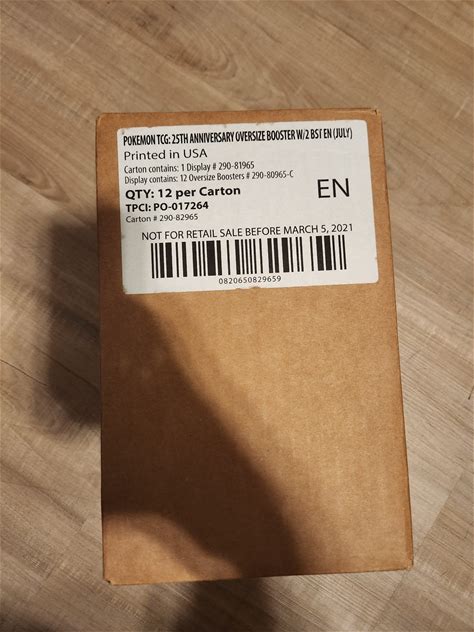 POKEMON TCG: 25TH ANNIVERSARY OVERSIZE BOOSTER W/2 BST EN (JULY)
Printed in USA
Carton contains: 1 Display # 290-81965
Display contains: 12 Oversize Boosters # 290-80965-C
QTY: 12 per Carton
EN
TPCI: PO-017264
Carton # 290-82965
NOT FOR RETAIL SALE BEFORE MARCH 5, 2021
0820650829659